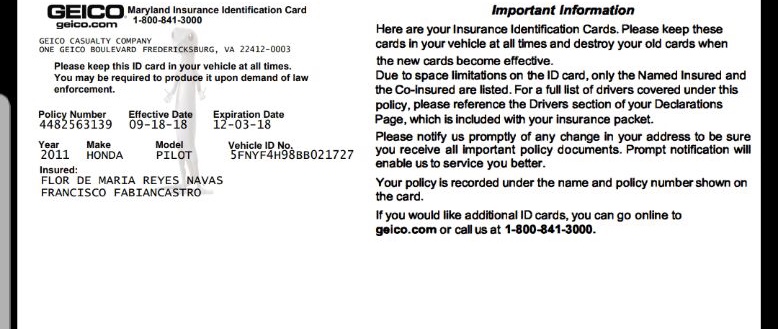 GEICO Maryland Insurance Identification Card
geico.com 1-800-841-3000
GEICO CASUALTY COMPANY
ONE GEICO BOULEVARD FREDERICKSBURG, VA 22412-0003
Please keep this ID card in your vehicle at all times.
You may be required to produce it upon demand of law
enforcement.
Policy Number Effective Date Expiration Date
4482563139 09-18-18 12-03-18
Year Make Model Vehicle ID No.
2011 HONDA PILOT 5FNYF4H98BB021727
Insured:
FLOR DE MARIA REYES NAVAS
FRANCISCO FABIANCASTRO
Important Information
Here are your Insurance Identification Cards. Please keep these
cards in your vehicle at all times and destroy your old cards when
the new cards become effective.
Due to space limitations on the ID card, only the Named Insured and
the Co-insured are listed. For a full list of drivers covered under this
policy, please reference the Drivers section of your Declarations
Page, which is included with your insurance packet.
Please notify us promptly of any change in your address to be sure
you receive all important policy documents. Prompt notification will
enable us to service you better.
Your policy is recorded under the name and policy number shown on
the card.
If you would like additional ID cards, you can go online to
geico.com or call us at 1-800-841-3000.